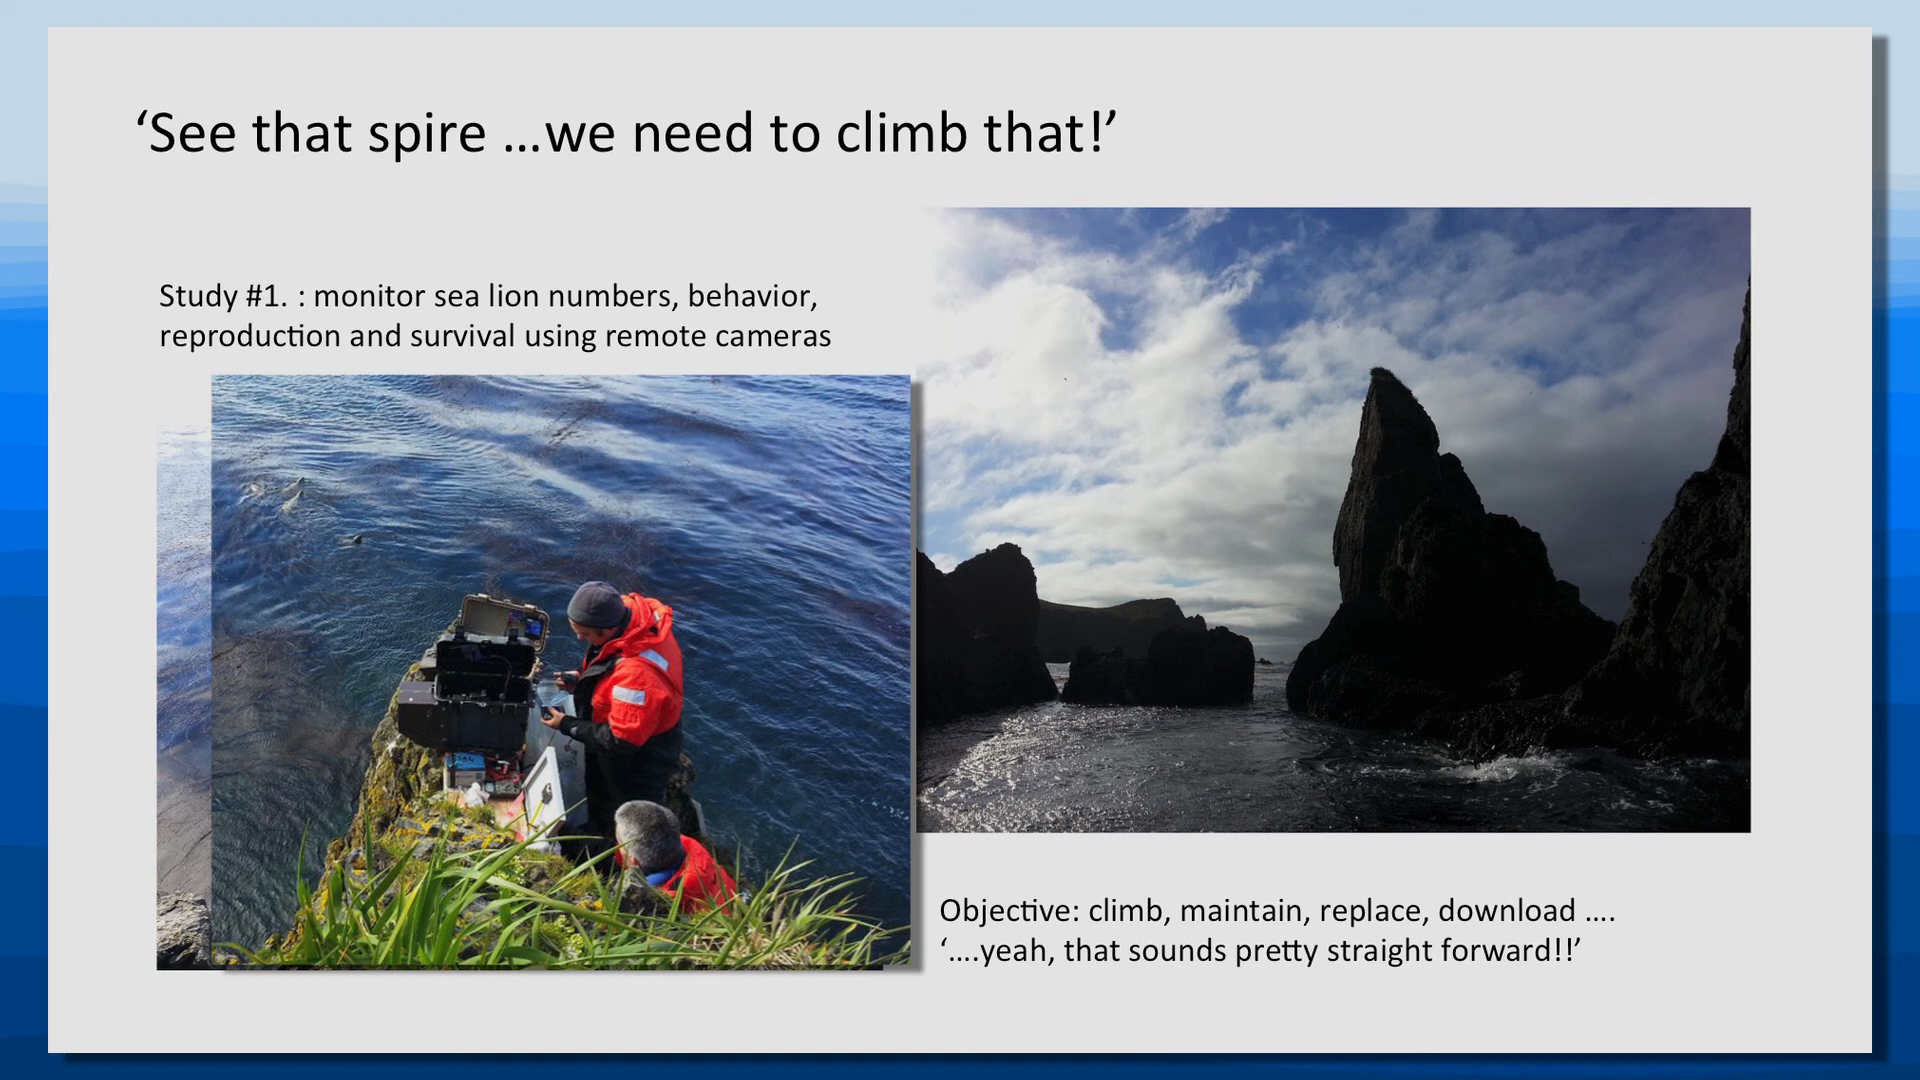 ‘See that spire …we need to climb that!’
Study #1. : monitor sea lion numbers, behavior,
reproduction and survival using remote cameras
Objective: climb, maintain, replace, download ….
‘….yeah, that sounds pretty straight forward!!’